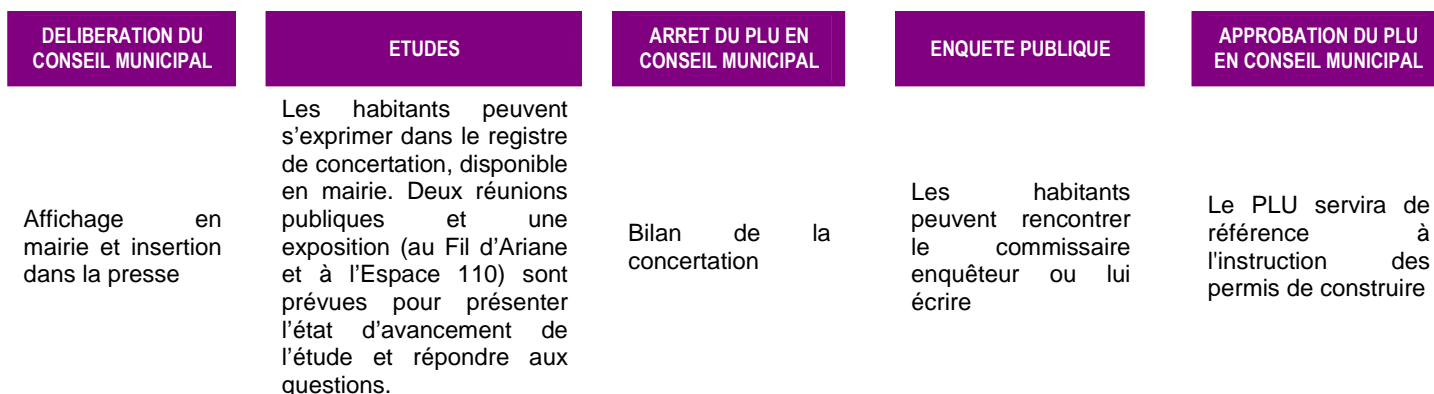 DELIBERATION DU
CONSEIL MUNICIPAL
Affichage en
mairie et insertion
dans la presse
ETUDES
Les habitants peuvent
s’exprimer dans le registre
de concertation, disponible
en mairie. Deux réunions
publiques et une
exposition (au Fil d’Ariane
et à l’Espace 110) sont
prévues pour présenter
l’état d’avancement de
l’étude et répondre aux
questions.
ARRET DU PLU EN
CONSEIL MUNICIPAL
Bilan de la
concertation
ENQUETE PUBLIQUE
Les habitants
peuvent rencontrer
le commissaire
enquêteur ou lui
écrire
APPROBATION DU PLU
EN CONSEIL MUNICIPAL
Le PLU servira de
référence à
l'instruction des
permis de construire